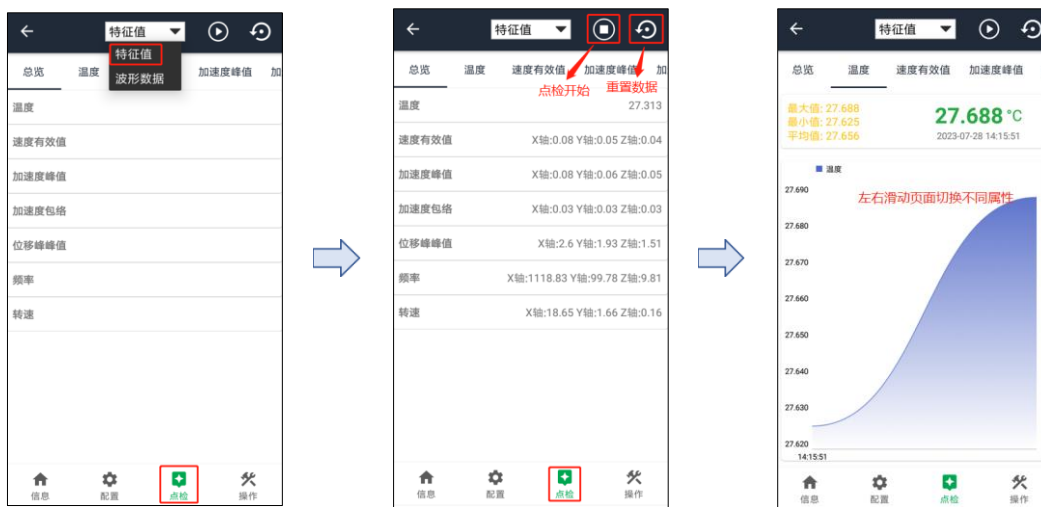 特征值
特征值
波形数据
总览 温度 加速度峰值 加
温度
速度有效值
加速度峰值
加速度包络
位移峰峰值
频率
转速
信息 配置 点检 操作
特征值
总览 温度 速度有效值 加速度峰值 加
点检开始 重置数据
温度 27.313
速度有效值 X轴:0.08 Y轴:0.05 Z轴:0.04
加速度峰值 X轴:0.08 Y轴:0.06 Z轴:0.05
加速度包络 X轴:0.03 Y轴:0.03 Z轴:0.03
位移峰峰值 X轴:2.6 Y轴:1.93 Z轴:1.51
频率 X轴:1118.83 Y轴:99.78 Z轴:9.81
转速 X轴:18.65 Y轴:1.66 Z轴:0.16
信息 配置 点检 操作
特征值
总览 温度 速度有效值 加速度峰值
最大值: 27.688
最小值: 27.625
平均值: 27.656
27.688 °C
2023-07-28 14:15:51
温度
左右滑动页面切换不同属性
27.690
27.680
27.670
27.660
27.650
27.640
27.630
27.620
14:15:51
信息 配置 点检 操作